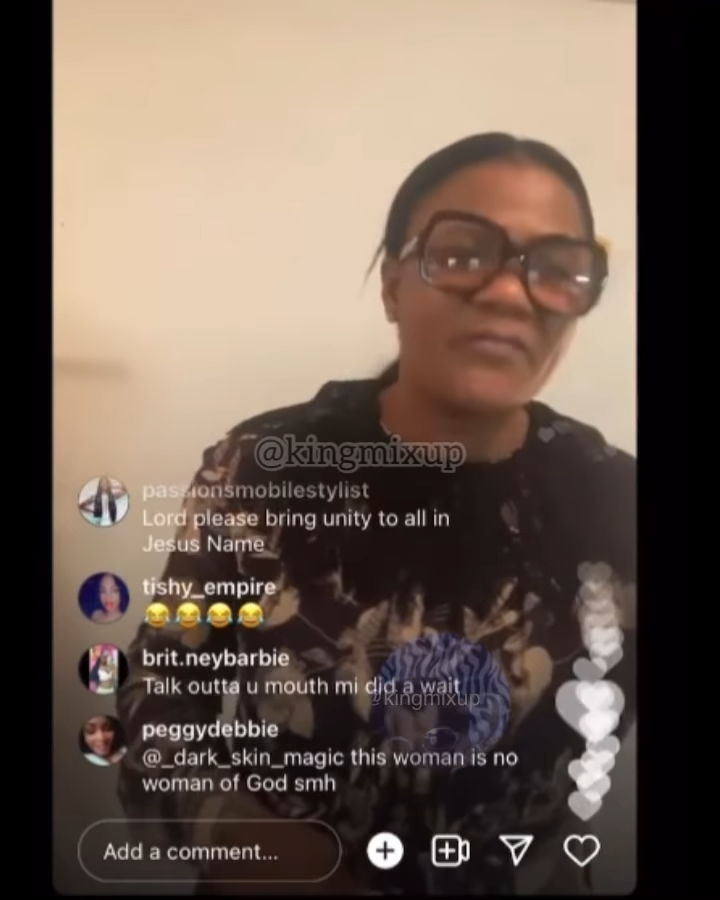 @kingmixup
passionsmobilestylist
Lord please bring unity to all in
Jesus Name
tishy_empire
😂😂😂😂
brit.neybarbie
Talk outta u mouth mi did a wait
@kingmixup
peggydebbie
@_dark_skin_magic this woman is no
woman of God smh
Add a comment...